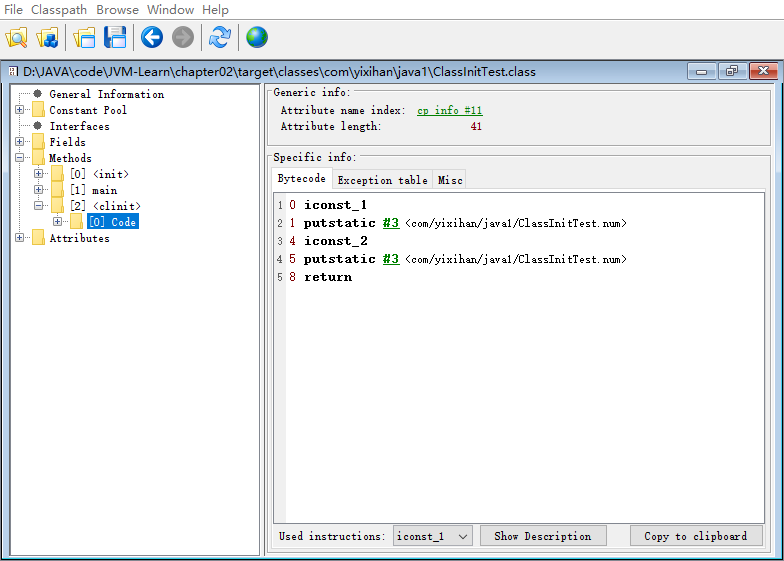 File Classpath Browse Window Help
D:\JAVA\code\JVM-Learn\chapter02\target\classes\com\yixihan\java1\ClassInitTest.class
General Information
Constant Pool
Interfaces
Fields
Methods
[0] <init>
[1] main
[2] <clinit>
[0] Code
Attributes
Generic info:
Attribute name index: cp info #11
Attribute length: 41
Specific info:
Bytecode Exception table Misc
1 0 iconst_1
2 1 putstatic #3 <com/yixihan/java1/ClassInitTest.num>
3 4 iconst_2
4 5 putstatic #3 <com/yixihan/java1/ClassInitTest.num>
5 8 return
Used instructions: iconst_1 Show Description Copy to clipboard